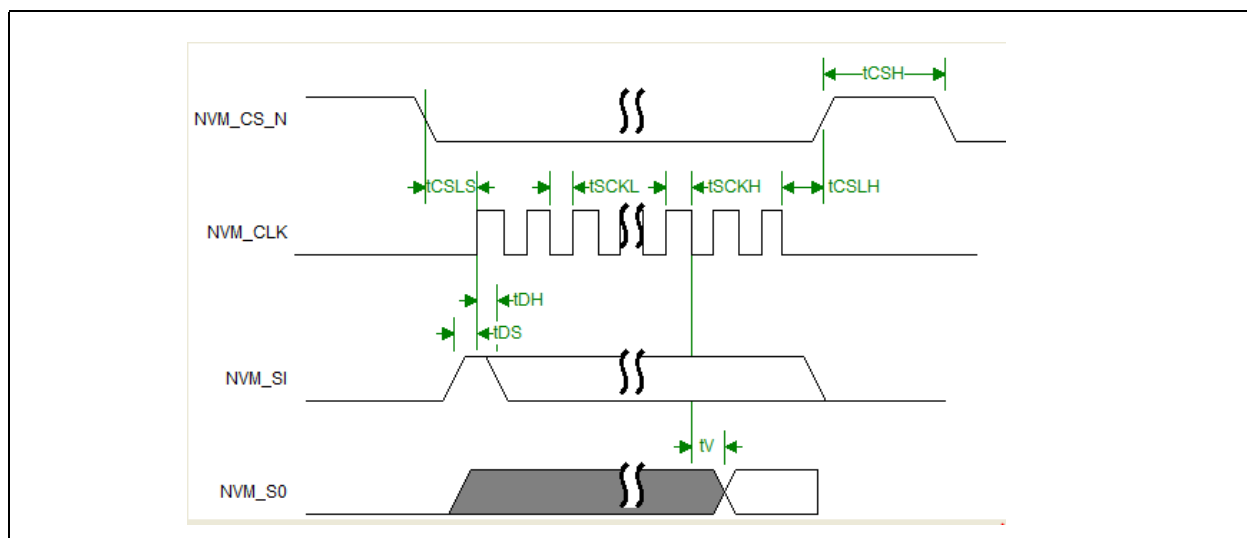 tCSH
NVM_CS_N
tCSLS
tSCKL
tSCKH
tCSLH
NVM_CLK
tDH
tDS
NVM_SI
tV
NVM_S0